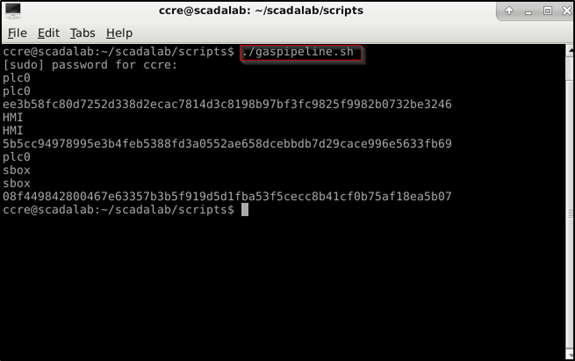 ccre@scadalab: ~/scadalab/scripts
File Edit Tabs Help
ccre@scadalab:~/scadalab/scripts$ ./gaspipeline.sh
[sudo] password for ccre:
plc0
plc0
ee3b58fc80d7252d338d2ecac7814d3c8198b97bf3fc9825f9982b0732be3246
HMI
HMI
5b5cc94978995e3b4feb5388fd3a0552ae658dcebbdb7d29cace996e5633fb69
plc0
sbox
sbox
08f449842800467e63357b3b5f919d5d1fba53f5cecc8b41cf0b75af18ea5b07
ccre@scadalab:~/scadalab/scripts$